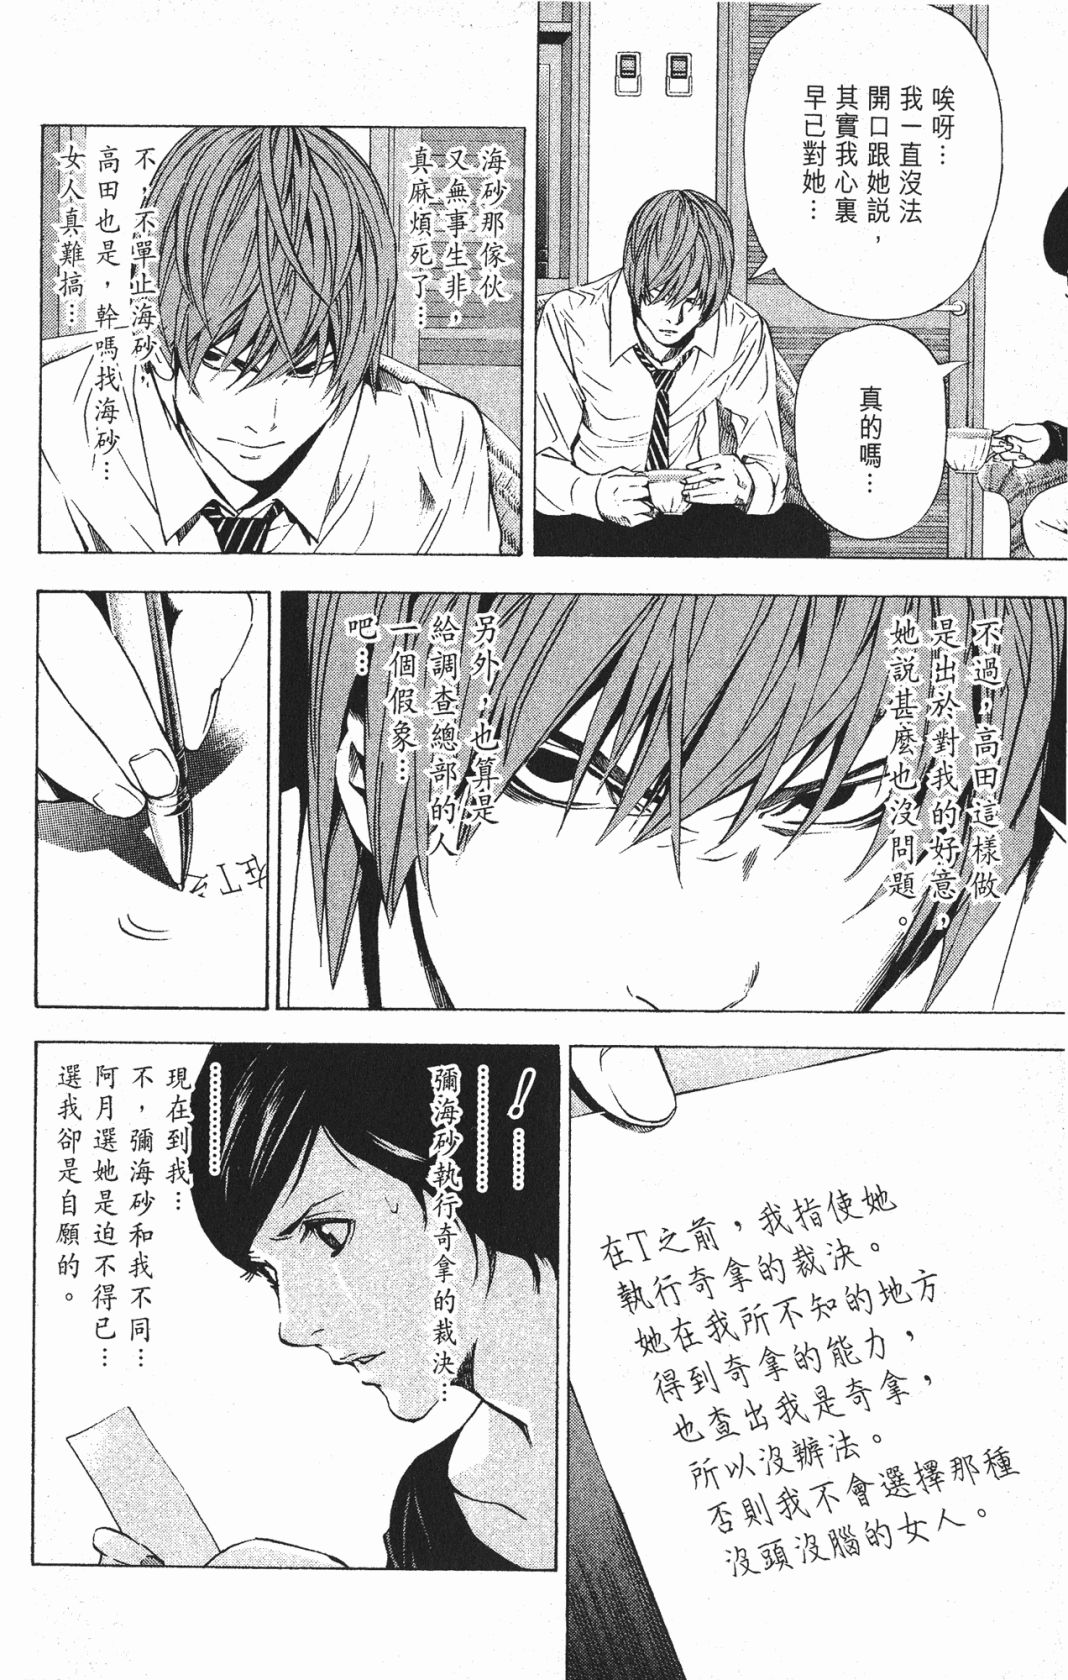 唉呀…
我一直沒法
開口跟她說，
其實我心裏
早已對她…
真的嗎…
海砂那傢伙
又無事生非，
真麻煩死了…
不，不單止海砂，
高田也是，幹嗎找海砂…
女人真難搞…
不過，高田這樣做
是出於對我的好意，
她說甚麼也沒問題。
另外，也算是
給調查總部的人
一個假象…
吧…
在T之
在T之前，我指使她
執行奇拿的裁決。
她在我所不知的地方
得到奇拿的能力，
也查出我是奇拿，
所以沒辦法。
否則我不會選擇那種
沒頭沒腦的女人。
！……
…………
彌海砂執行奇拿的裁決…
…………
現在到我…
不，彌海砂和我不同…
阿月選她是迫不得已…
選我卻是自願的。